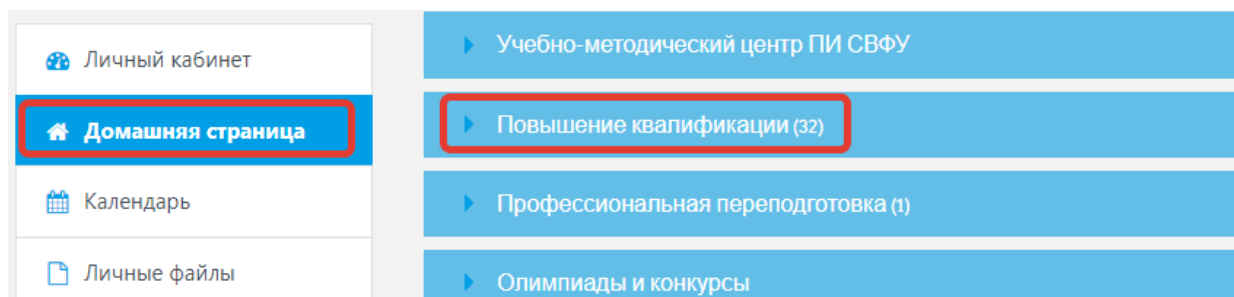 Личный кабинет
Домашняя страница
Календарь
Личные файлы
Учебно-методический центр ПИ СВФУ
Повышение квалификации (32)
Профессиональная переподготовка (1)
Олимпиады и конкурсы